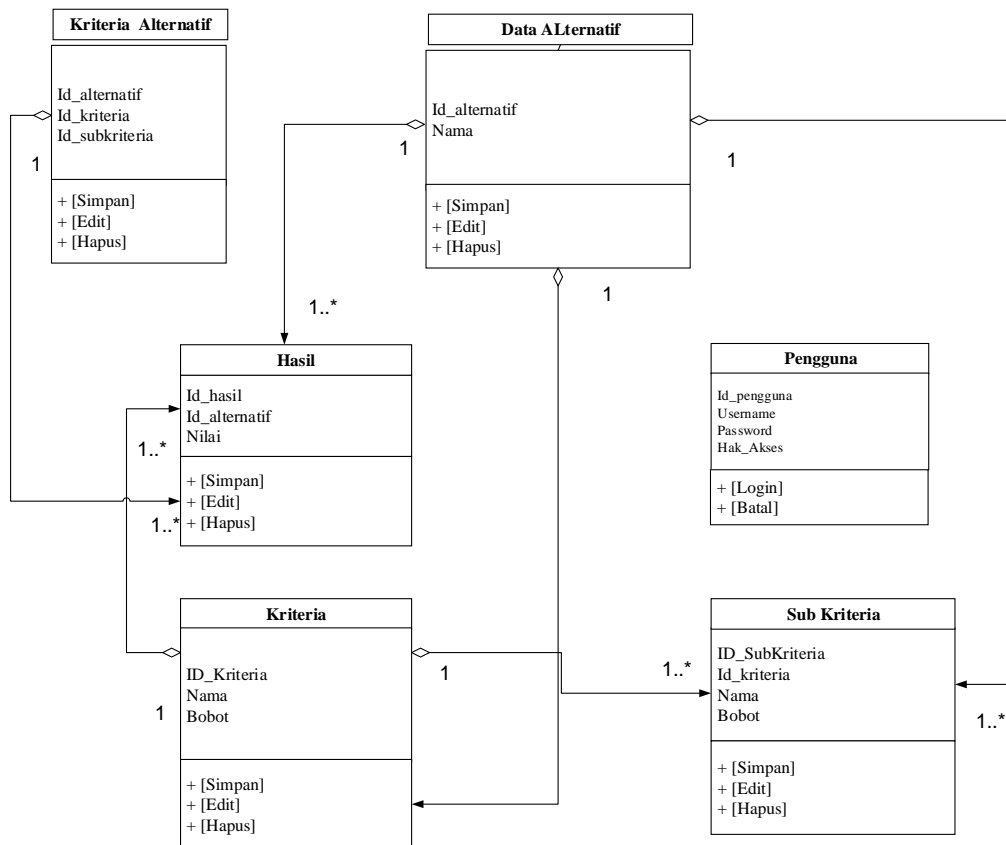 Kriteria  Alternatif
Id_alternatif
Id_kriteria
Id_subkriteria
1
+ [Simpan]
+ [Edit]
+ [Hapus]
Data ALternatif
Id_alternatif
Nama
1
1
+ [Simpan]
+ [Edit]
+ [Hapus]
1
1..*
Hasil
Id_hasil
Id_alternatif
Nilai
1..*
+ [Simpan]
+ [Edit]
+ [Hapus]
1..*
Pengguna
Id_pengguna
Username
Password
Hak_Akses
+ [Login]
+ [Batal]
Kriteria
ID_Kriteria
Nama
Bobot
1
1
+ [Simpan]
+ [Edit]
+ [Hapus]
1..*
Sub Kriteria
ID_SubKriteria
Id_kriteria
Nama
Bobot
1..*
+ [Simpan]
+ [Edit]
+ [Hapus]